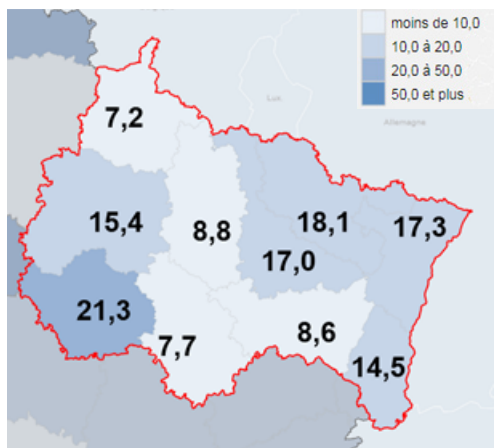 moins de 10,0
10,0 à 20,0
20,0 à 50,0
50,0 et plus
Lux.
Allemagne
7,2
15,4
8,8
18,1
17,3
17,0
21,3
7,7
8,6
14,5